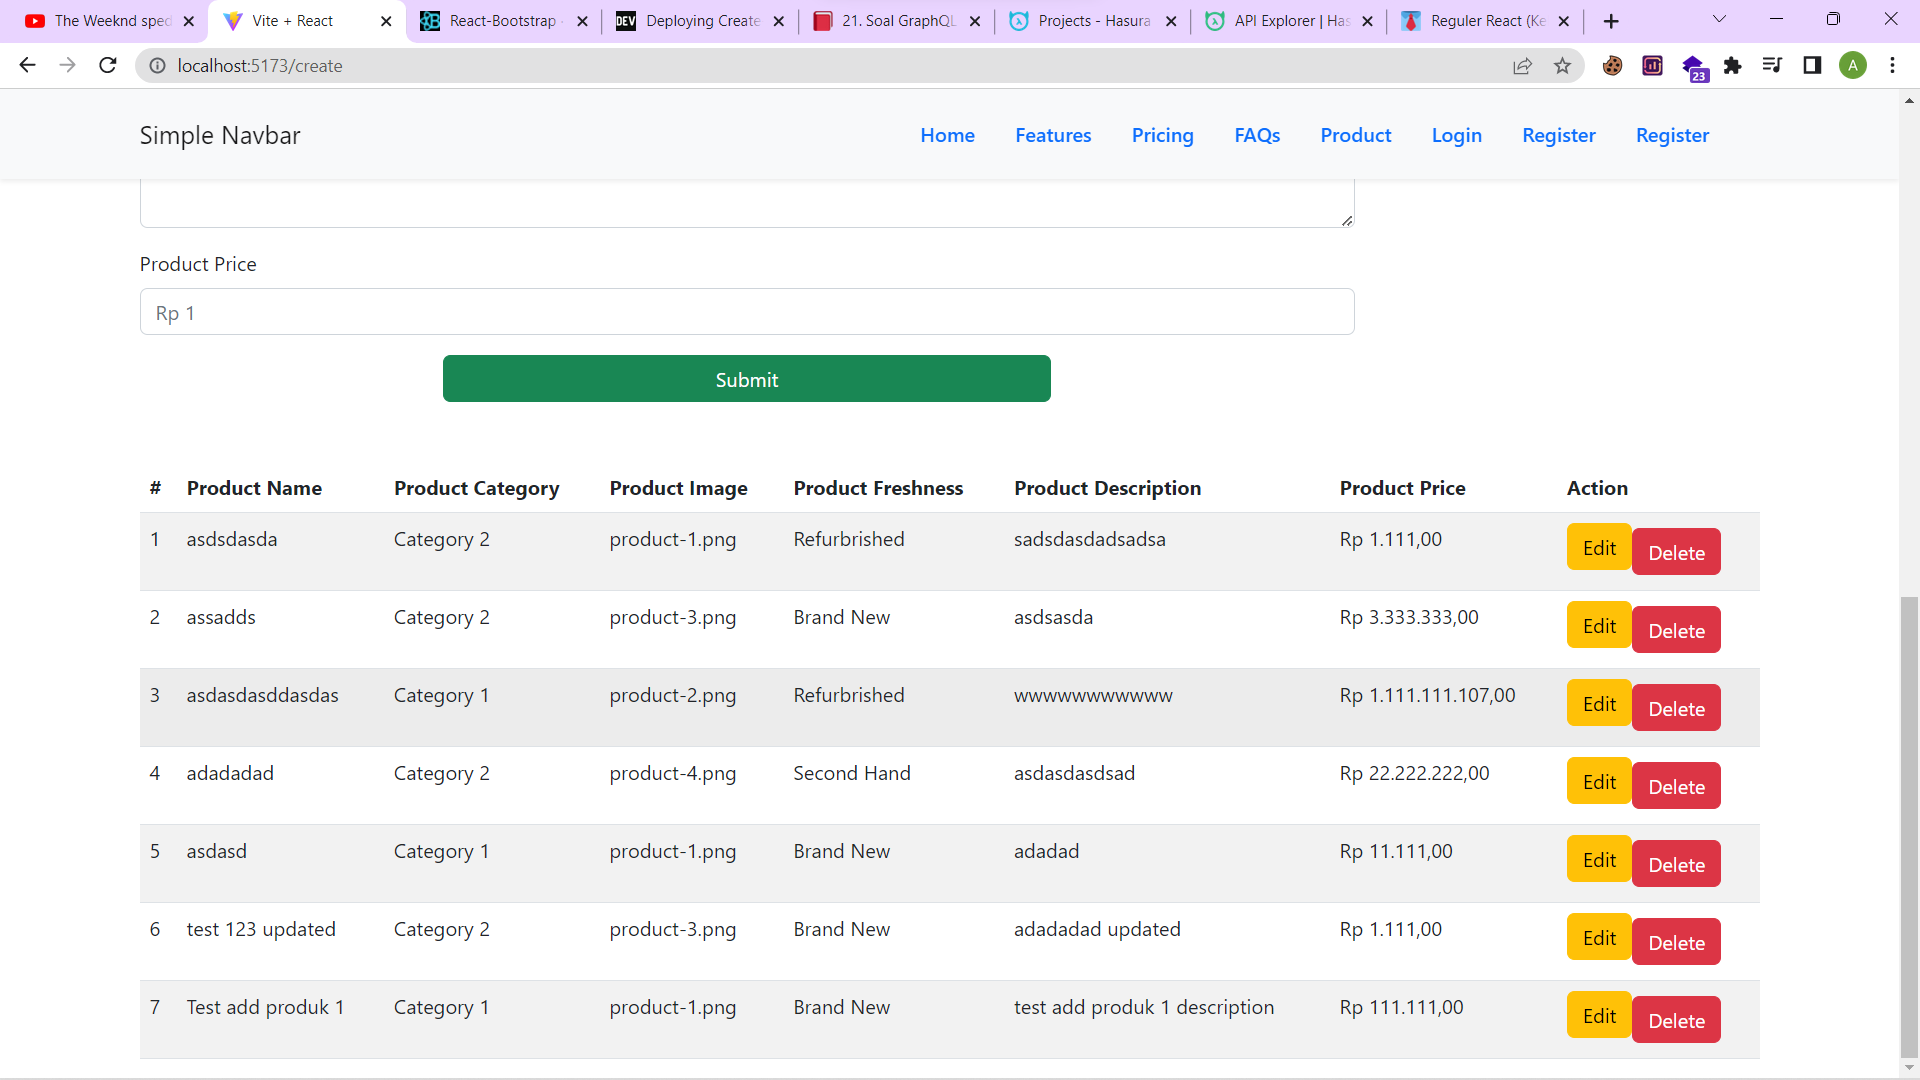 The Weeknd sped
Vite + React
React-Bootstrap
DEV
Deploying Create
21. Soal GraphQL
Projects - Hasura
API Explorer | Has
Reguler React (Ke
localhost:5173/create
23
A
Simple Navbar
Home
Features
Pricing
FAQs
Product
Login
Register
Register
Product Price
Rp 1
Submit
# Product Name Product Category Product Image Product Freshness Product Description Product Price Action
1 asdsdasda Category 2 product-1.png Refurbrished sadsdasdadsadsa Rp 1.111,00 Edit Delete
2 assadds Category 2 product-3.png Brand New asdsasda Rp 3.333.333,00 Edit Delete
3 asdasdasddasdas Category 1 product-2.png Refurbrished wwwwwwwwwww Rp 1.111.111.107,00 Edit Delete
4 adadadad Category 2 product-4.png Second Hand asdasdasdsad Rp 22.222.222,00 Edit Delete
5 asdasd Category 1 product-1.png Brand New adadad Rp 11.111,00 Edit Delete
6 test 123 updated Category 2 product-3.png Brand New adadadad updated Rp 1.111,00 Edit Delete
7 Test add produk 1 Category 1 product-1.png Brand New test add produk 1 description Rp 111.111,00 Edit Delete